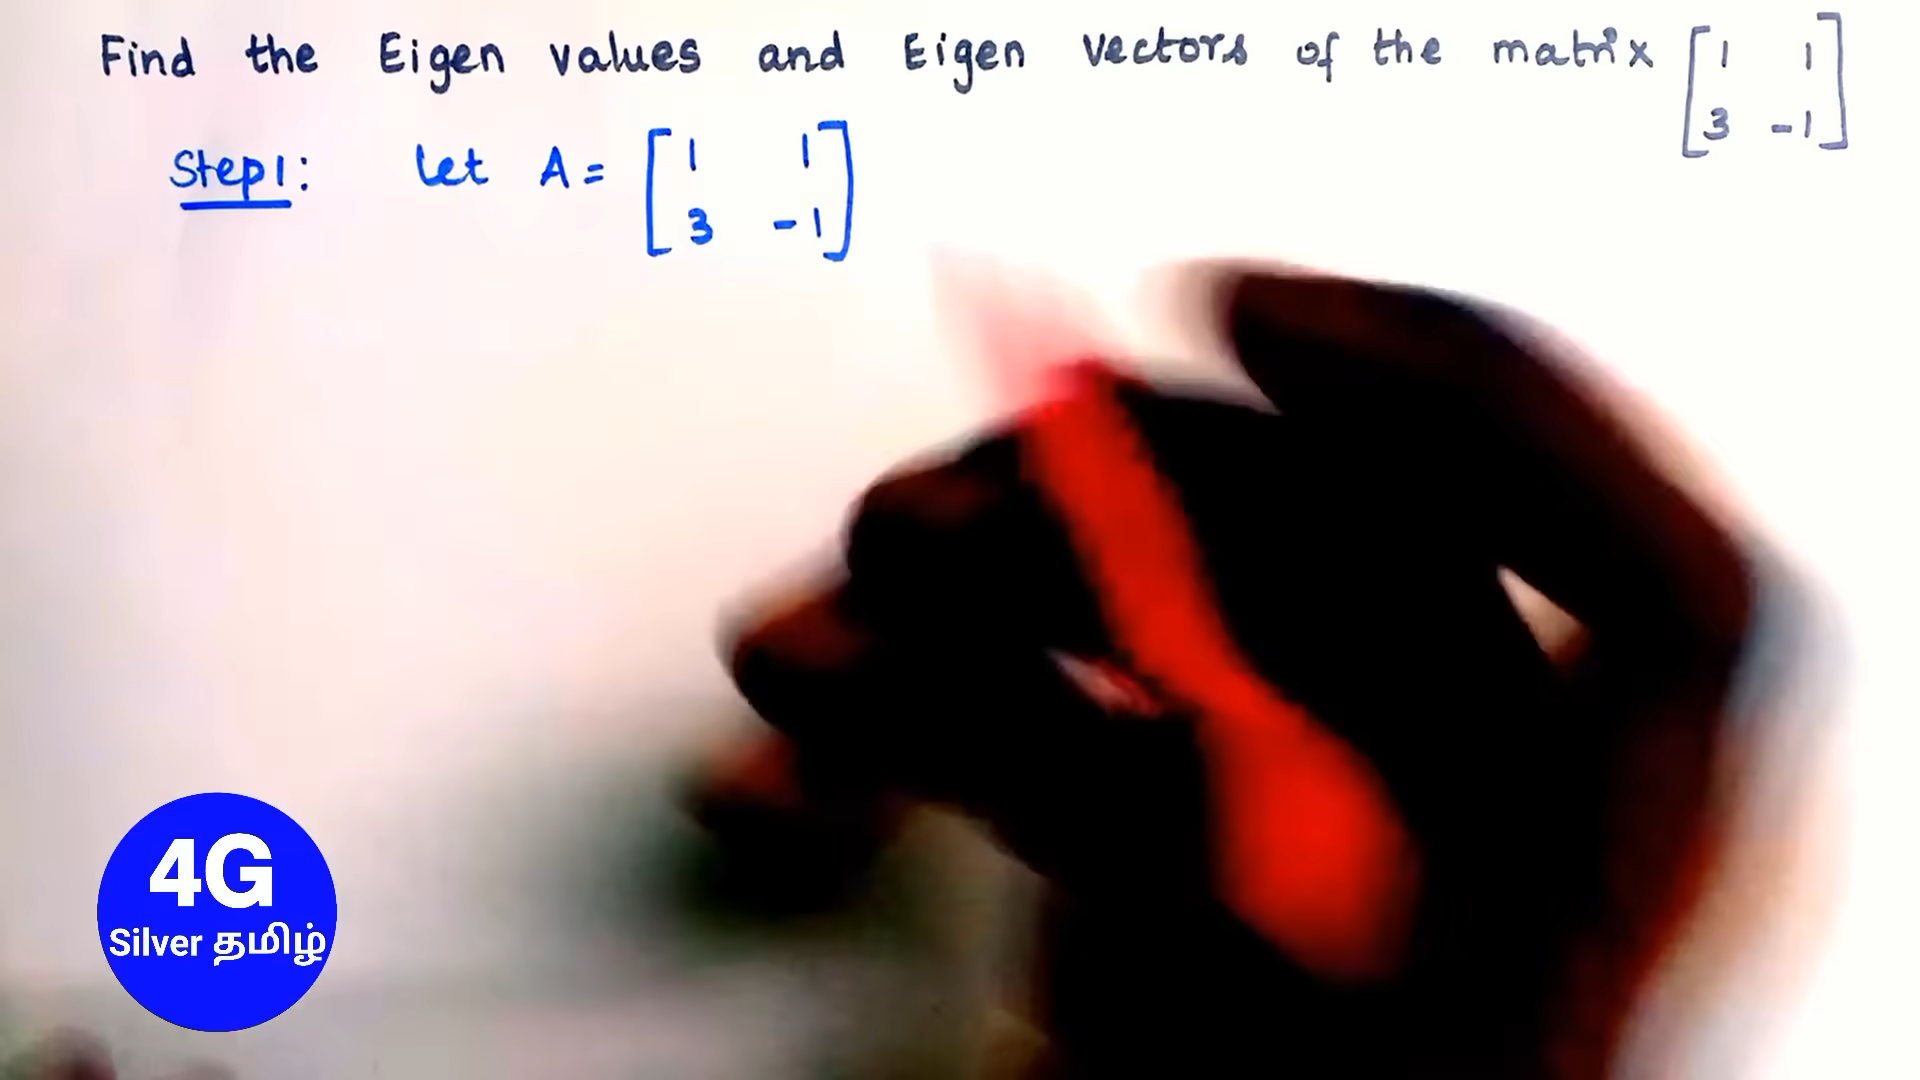 Find the Eigen values and Eigen vectors of the matrix [1 1
3 -1]
Step1: Let A = [1 1
3 -1]
4G
Silver தமிழ்